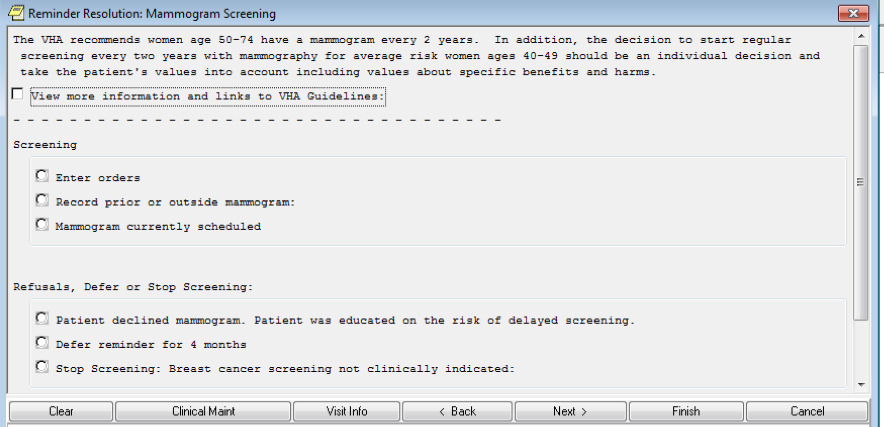 Reminder Resolution: Mammogram Screening
The VHA recommends women age 50-74 have a mammogram every 2 years. In addition, the decision to start regular
screening every two years with mammography for average risk women ages 40-49 should be an individual decision and
take the patient's values into account including values about specific benefits and harms.
View more information and links to VHA Guidelines:
- - - - - - - - - - - - - - - - - - - - - - - - - - - - - - - - - - -
Screening
Enter orders
Record prior or outside mammogram:
Mammogram currently scheduled
Refusals, Defer or Stop Screening:
Patient declined mammogram. Patient was educated on the risk of delayed screening.
Defer reminder for 4 months
Stop Screening: Breast cancer screening not clinically indicated:
Clear Clinical Maint Visit Info < Back Next > Finish Cancel